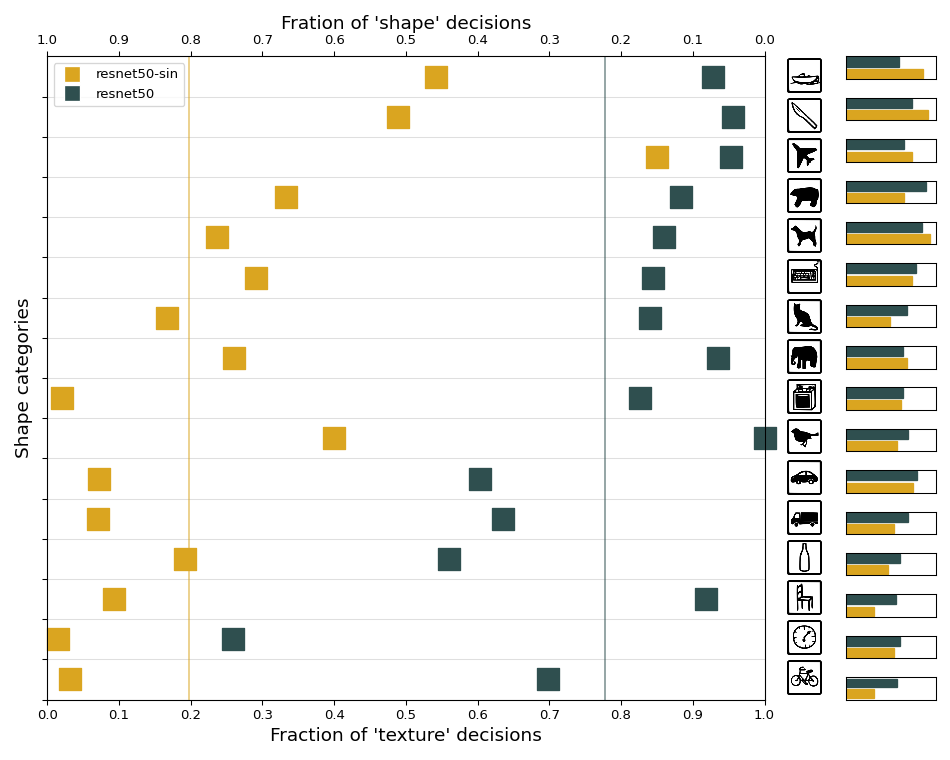 Fration of 'shape' decisions
1.0 0.9 0.8 0.7 0.6 0.5 0.4 0.3 0.2 0.1 0.0
resnet50-sin
resnet50
Shape categories
0.0 0.1 0.2 0.3 0.4 0.5 0.6 0.7 0.8 0.9 1.0
Fraction of 'texture' decisions